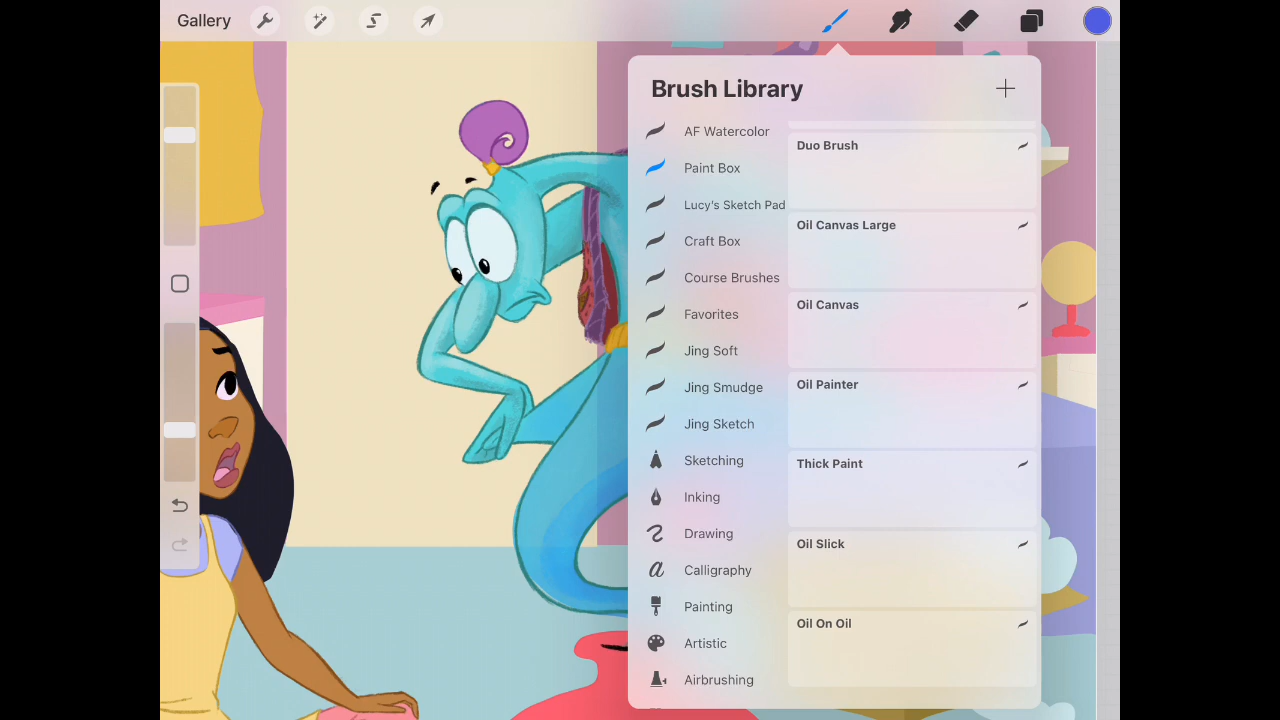 Gallery
Brush Library
AF Watercolor
Paint Box
Lucy's Sketch Pad
Craft Box
Course Brushes
Favorites
Jing Soft
Jing Smudge
Jing Sketch
Sketching
Inking
Drawing
Calligraphy
Painting
Artistic
Airbrushing
Duo Brush
Oil Canvas Large
Oil Canvas
Oil Painter
Thick Paint
Oil Slick
Oil On Oil